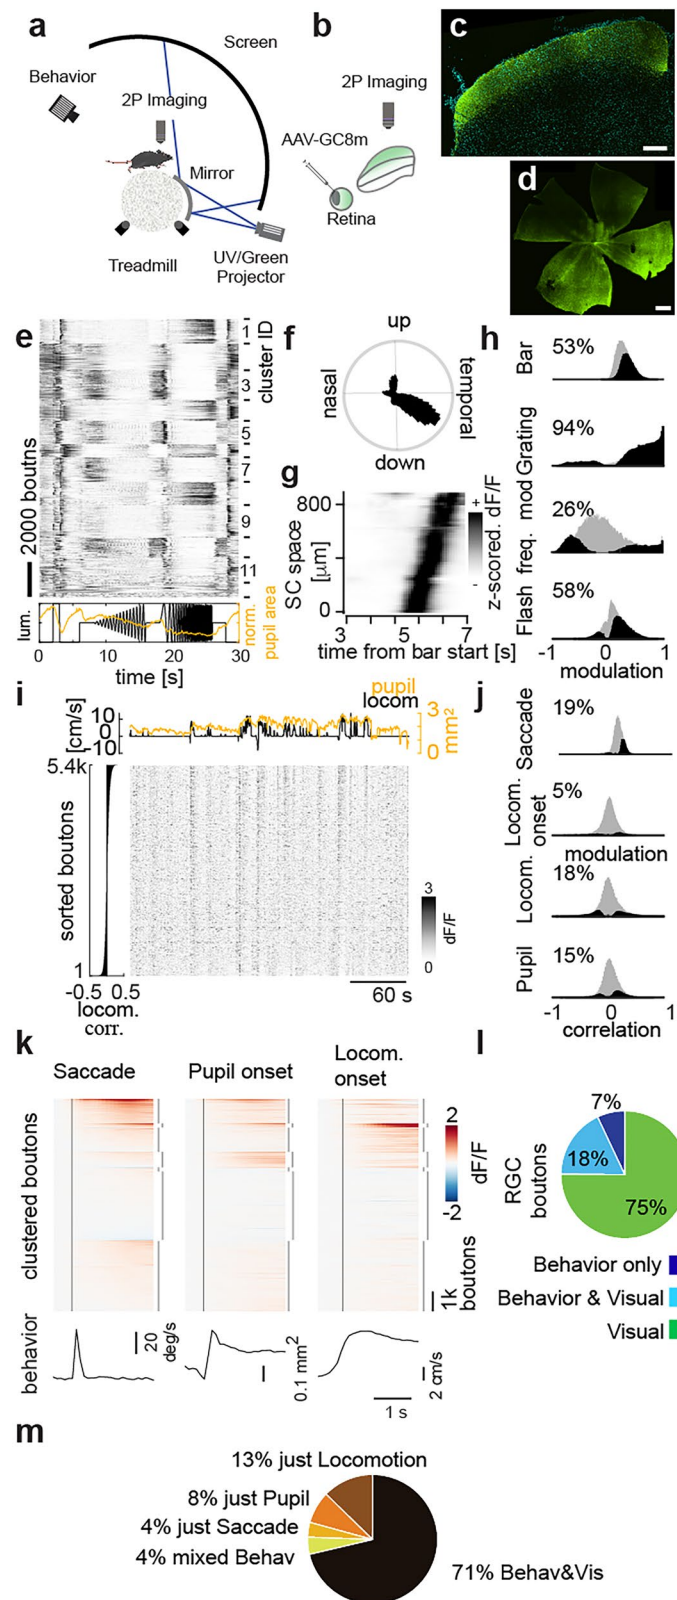 a
Screen
Behavior
2P Imaging
Mirror
Treadmill
UV/Green
Projector
b
2P Imaging
AAV-GC8m
Retina
c
d
e
1
3
5
7
9
11
cluster ID
2000 boutns
lum.
norm.
pupil area
0 10 20 30
time [s]
f
up
nasal
temporal
down
g
800
400
0
SC space
[µm]
3 5 7
time from bar start [s]
+
-
z-scored. dF/F
h
Bar
53%
mod Grating
94%
freq.
26%
Flash
58%
-1 0 1
modulation
i
pupil
locom
10
0
-10
[cm/s]
3
0
mm2
5.4k
1
sorted boutons
-0.5 0.5
locom.
corr.
3
0
dF/F
60 s
j
Saccade
19%
Locom.
onset
5%
modulation
Locom.
18%
Pupil
15%
-1 0 1
correlation
k
Saccade
Pupil onset
Locom.
onset
clustered boutons
2
-2
dF/F
1k
boutons
behavior
20
deg/s
0.1 mm2
2 cm/s
1 s
l
7%
18%
75%
RGC
boutons
Behavior only
Behavior & Visual
Visual
m
13% just Locomotion
8% just Pupil
4% just Saccade
4% mixed Behav
71% Behav&Vis